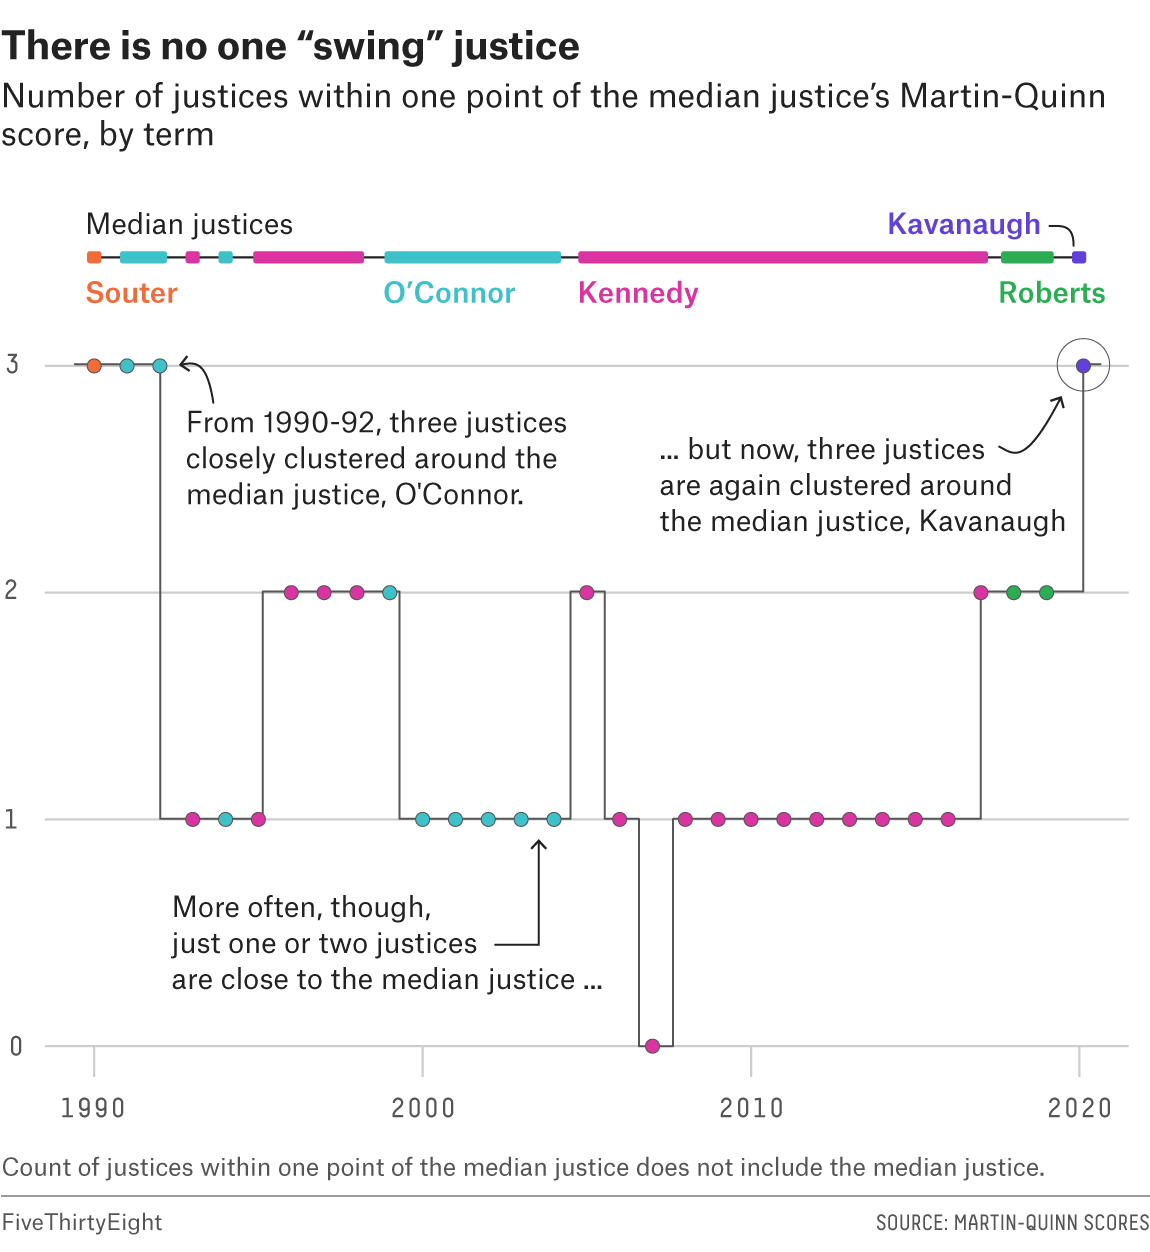 There is no one “swing” justice
Number of justices within one point of the median justice’s Martin-Quinn
score, by term
Median justices
Kavanaugh
Souter
O’Connor
Kennedy
Roberts
3
From 1990-92, three justices
closely clustered around the
median justice, O'Connor.
... but now, three justices
are again clustered around
the median justice, Kavanaugh
2
1
More often, though,
just one or two justices
are close to the median justice ...
0
1990
2000
2010
2020
Count of justices within one point of the median justice does not include the median justice.
FiveThirtyEight
SOURCE: MARTIN-QUINN SCORES